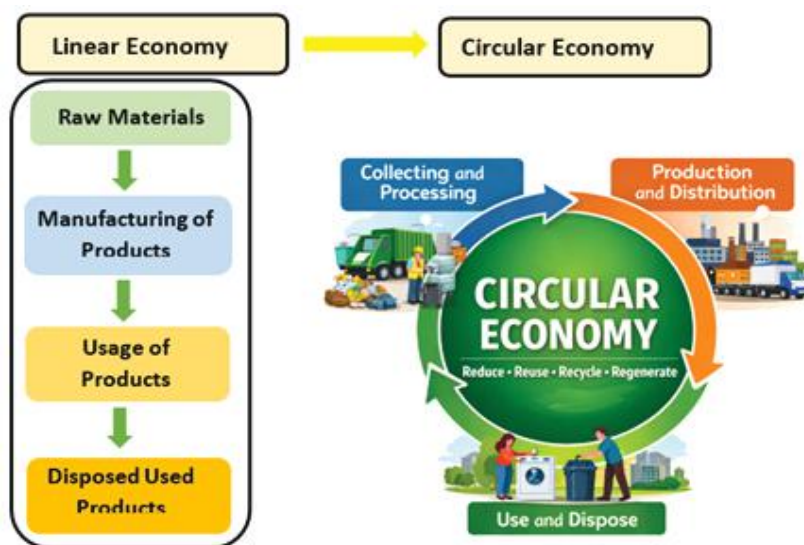 Linear Economy
Circular Economy
Raw Materials
Manufacturing of
Products
Usage of
Products
Disposed Used
Products
Collecting and
Processing
Production
and Distribution
CIRCULAR
ECONOMY
Reduce • Reuse • Recycle • Regenerate
Use and Dispose